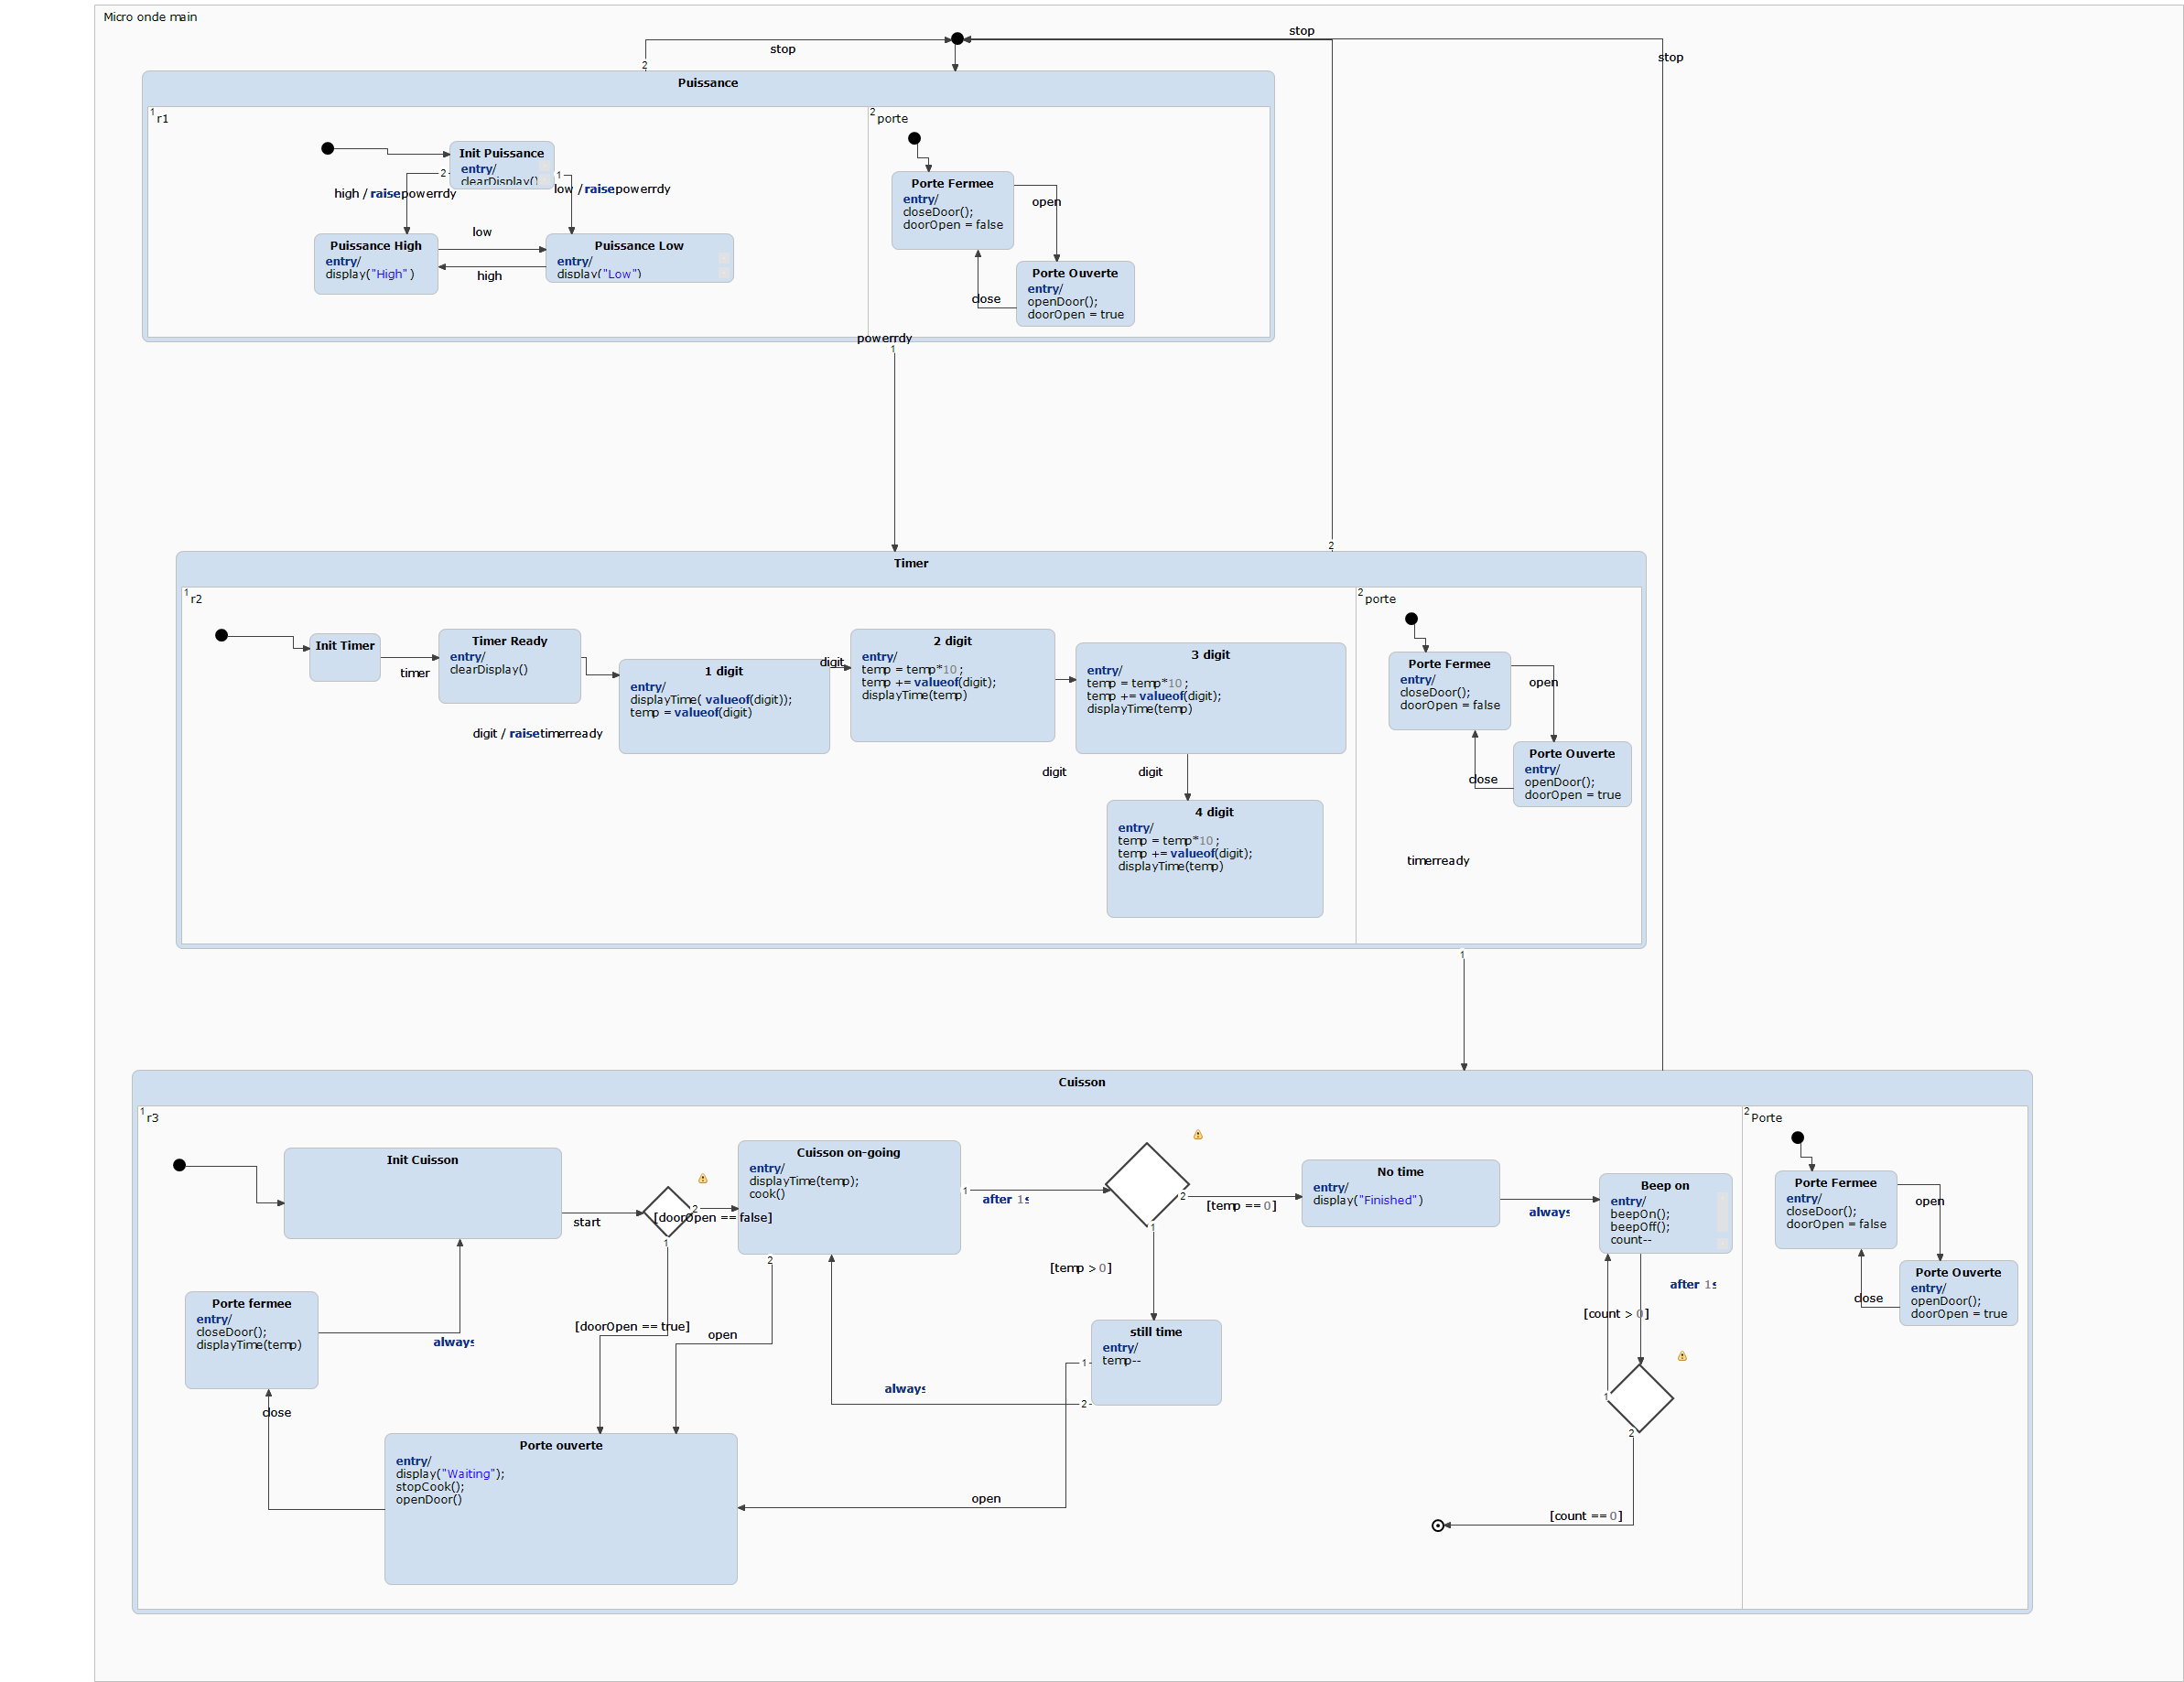 Micro onde main
stop
stop
stop
2
Puissance
1
r1
2
porte
Init Puissance
entry/
clearDisplay()
2
1
high / raise powerrdy
low / raise powerrdy
Puissance High
entry/
display("High" )
low
high
Puissance Low
entry/
display("Low")
Porte Fermee
entry/
closeDoor();
doorOpen = false
open
Porte Ouverte
entry/
openDoor();
doorOpen = true
close
powerrdy
1
2
Timer
1
r2
2
porte
Init Timer
timer
Timer Ready
entry/
clearDisplay()
digit / raise timerready
1 digit
entry/
displayTime( valueof(digit));
temp = valueof(digit)
digit
2 digit
entry/
temp = temp*10 ;
temp += valueof(digit);
displayTime(temp)
digit
3 digit
entry/
temp = temp*10 ;
temp += valueof(digit);
displayTime(temp)
digit
4 digit
entry/
temp = temp*10 ;
temp += valueof(digit);
displayTime(temp)
Porte Fermee
entry/
closeDoor();
doorOpen = false
open
Porte Ouverte
entry/
openDoor();
doorOpen = true
close
timerready
1
Cuisson
1
r3
2
Porte
Init Cuisson
start
2
[doorOpen == false]
1
[doorOpen == true]
Cuisson on-going
entry/
displayTime(temp);
cook()
1
after 1s
2
open
2
[temp == 0]
1
[temp > 0]
No time
entry/
display("Finished")
always
Beep on
entry/
beepOn();
beepOff();
count--
after 1s
[count > 0]
1
2
[count == 0]
still time
entry/
temp--
1
2
always
open
Porte fermee
entry/
closeDoor();
displayTime(temp)
always
close
Porte ouverte
entry/
display("Waiting");
stopCook();
openDoor()
Porte Fermee
entry/
closeDoor();
doorOpen = false
open
Porte Ouverte
entry/
openDoor();
doorOpen = true
close